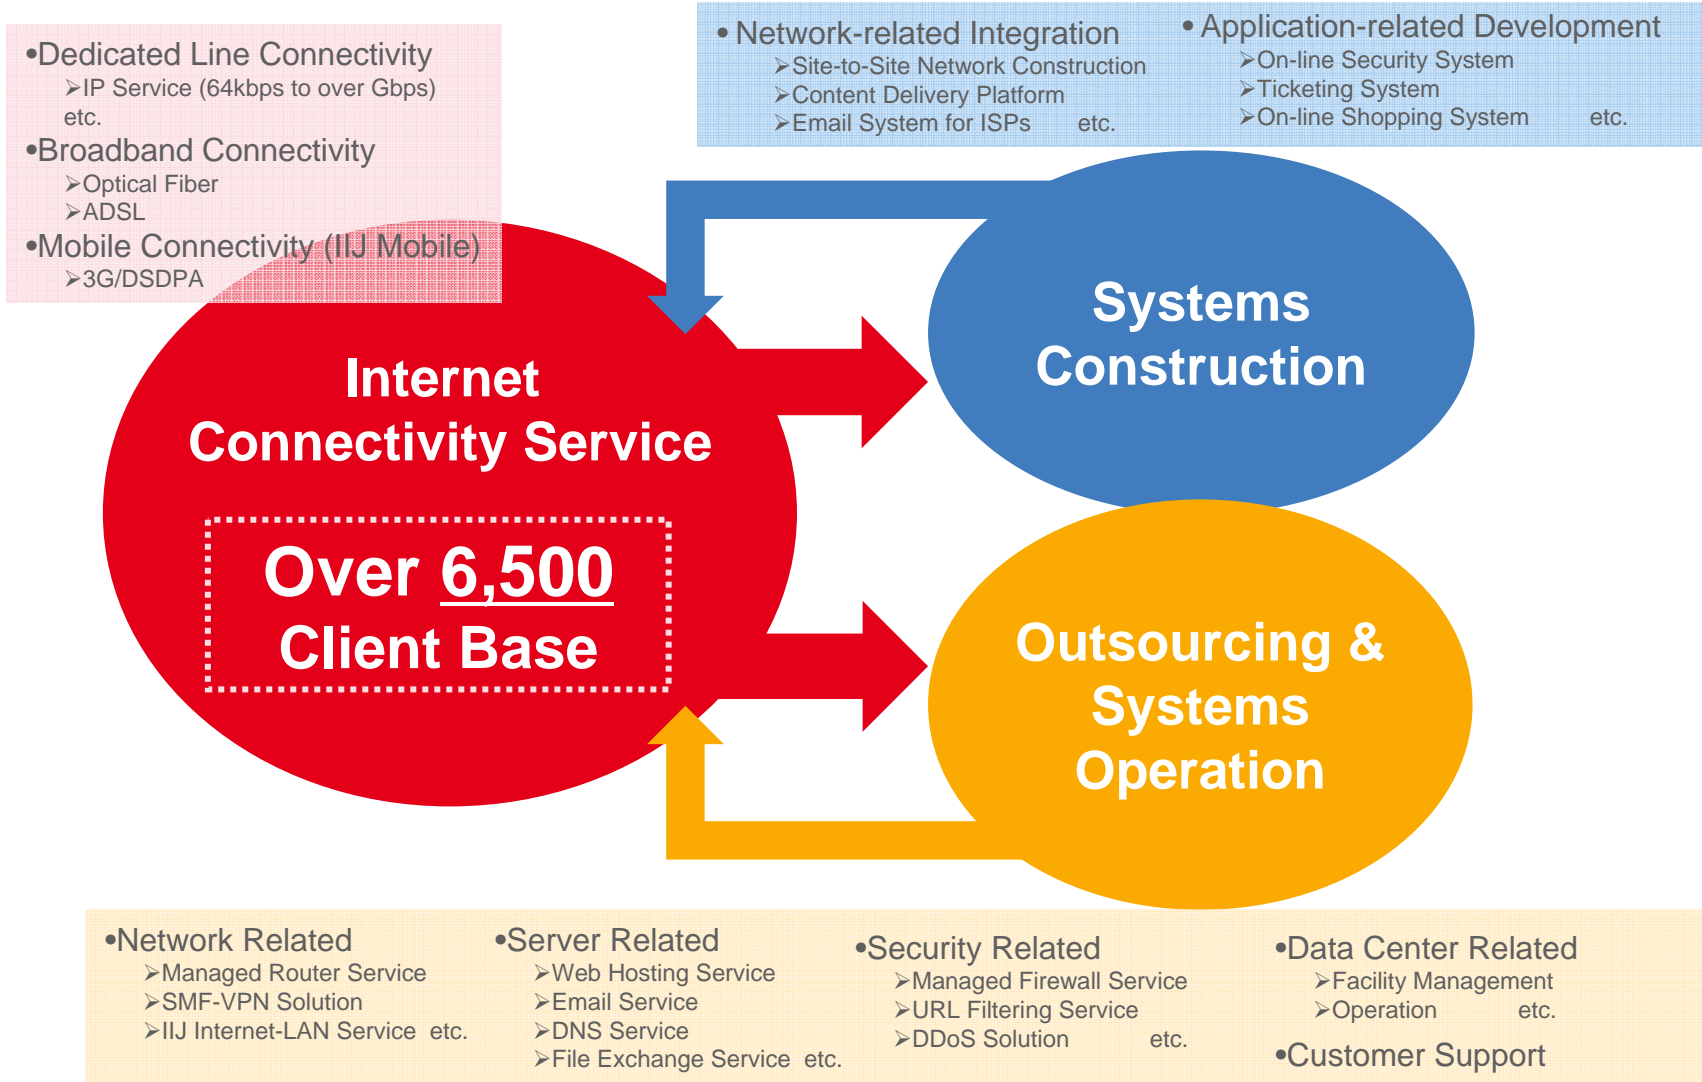 •Dedicated Line Connectivity
➢IP Service (64kbps to over Gbps)
etc.
•Broadband Connectivity
➢Optical Fiber
➢ADSL
•Mobile Connectivity (IIJ Mobile)
➢3G/DSDPA
• Network-related Integration
➢Site-to-Site Network Construction
➢Content Delivery Platform
➢Email System for ISPs etc.
• Application-related Development
➢On-line Security System
➢Ticketing System
➢On-line Shopping System etc.
Internet
Connectivity Service
Over 6,500
Client Base
Systems
Construction
Outsourcing &
Systems
Operation
•Network Related
➢Managed Router Service
➢SMF-VPN Solution
➢IIJ Internet-LAN Service etc.
•Server Related
➢Web Hosting Service
➢Email Service
➢DNS Service
➢File Exchange Service etc.
•Security Related
➢Managed Firewall Service
➢URL Filtering Service
➢DDoS Solution etc.
•Data Center Related
➢Facility Management
➢Operation etc.
•Customer Support